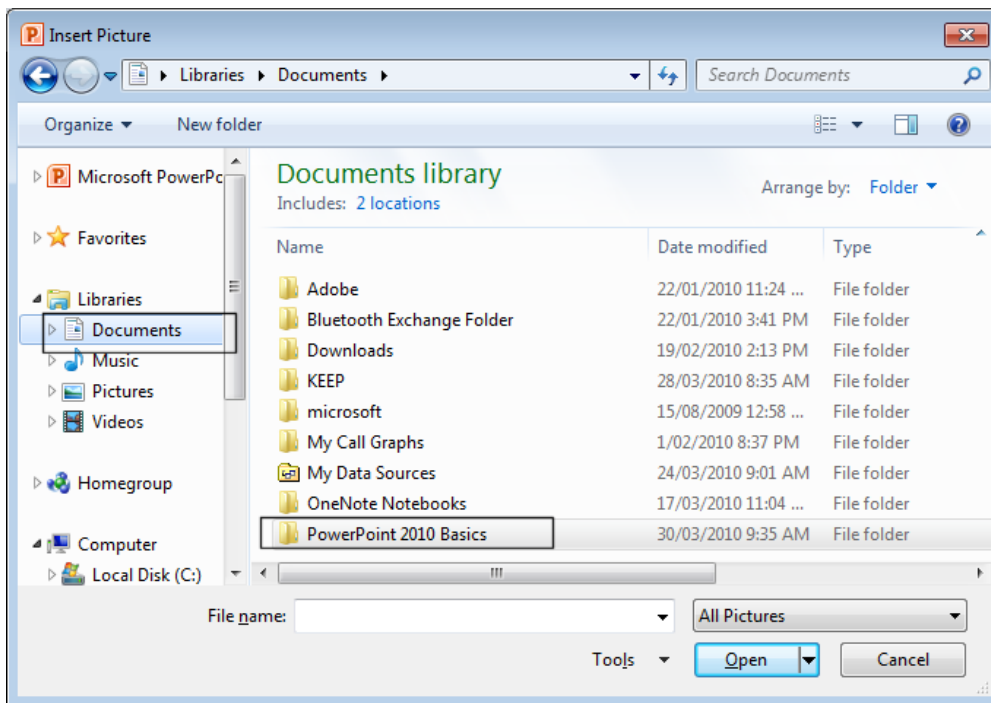 Insert Picture
Libraries Documents Search Documents
Organize New folder
Microsoft PowerPc
Favorites
Libraries
Documents
Music
Pictures
Videos
Homegroup
Computer
Local Disk (C:)
Documents library
Includes: 2 locations
Arrange by: Folder
Name Date modified Type
Adobe 22/01/2010 11:24 ... File folder
Bluetooth Exchange Folder 22/01/2010 3:41 PM File folder
Downloads 19/02/2010 2:13 PM File folder
KEEP 28/03/2010 8:35 AM File folder
microsoft 15/08/2009 12:58 ... File folder
My Call Graphs 1/02/2010 8:37 PM File folder
My Data Sources 24/03/2010 9:01 AM File folder
OneNote Notebooks 17/03/2010 11:04 ... File folder
PowerPoint 2010 Basics 30/03/2010 9:35 AM File folder
File name: All Pictures
Tools Open Cancel